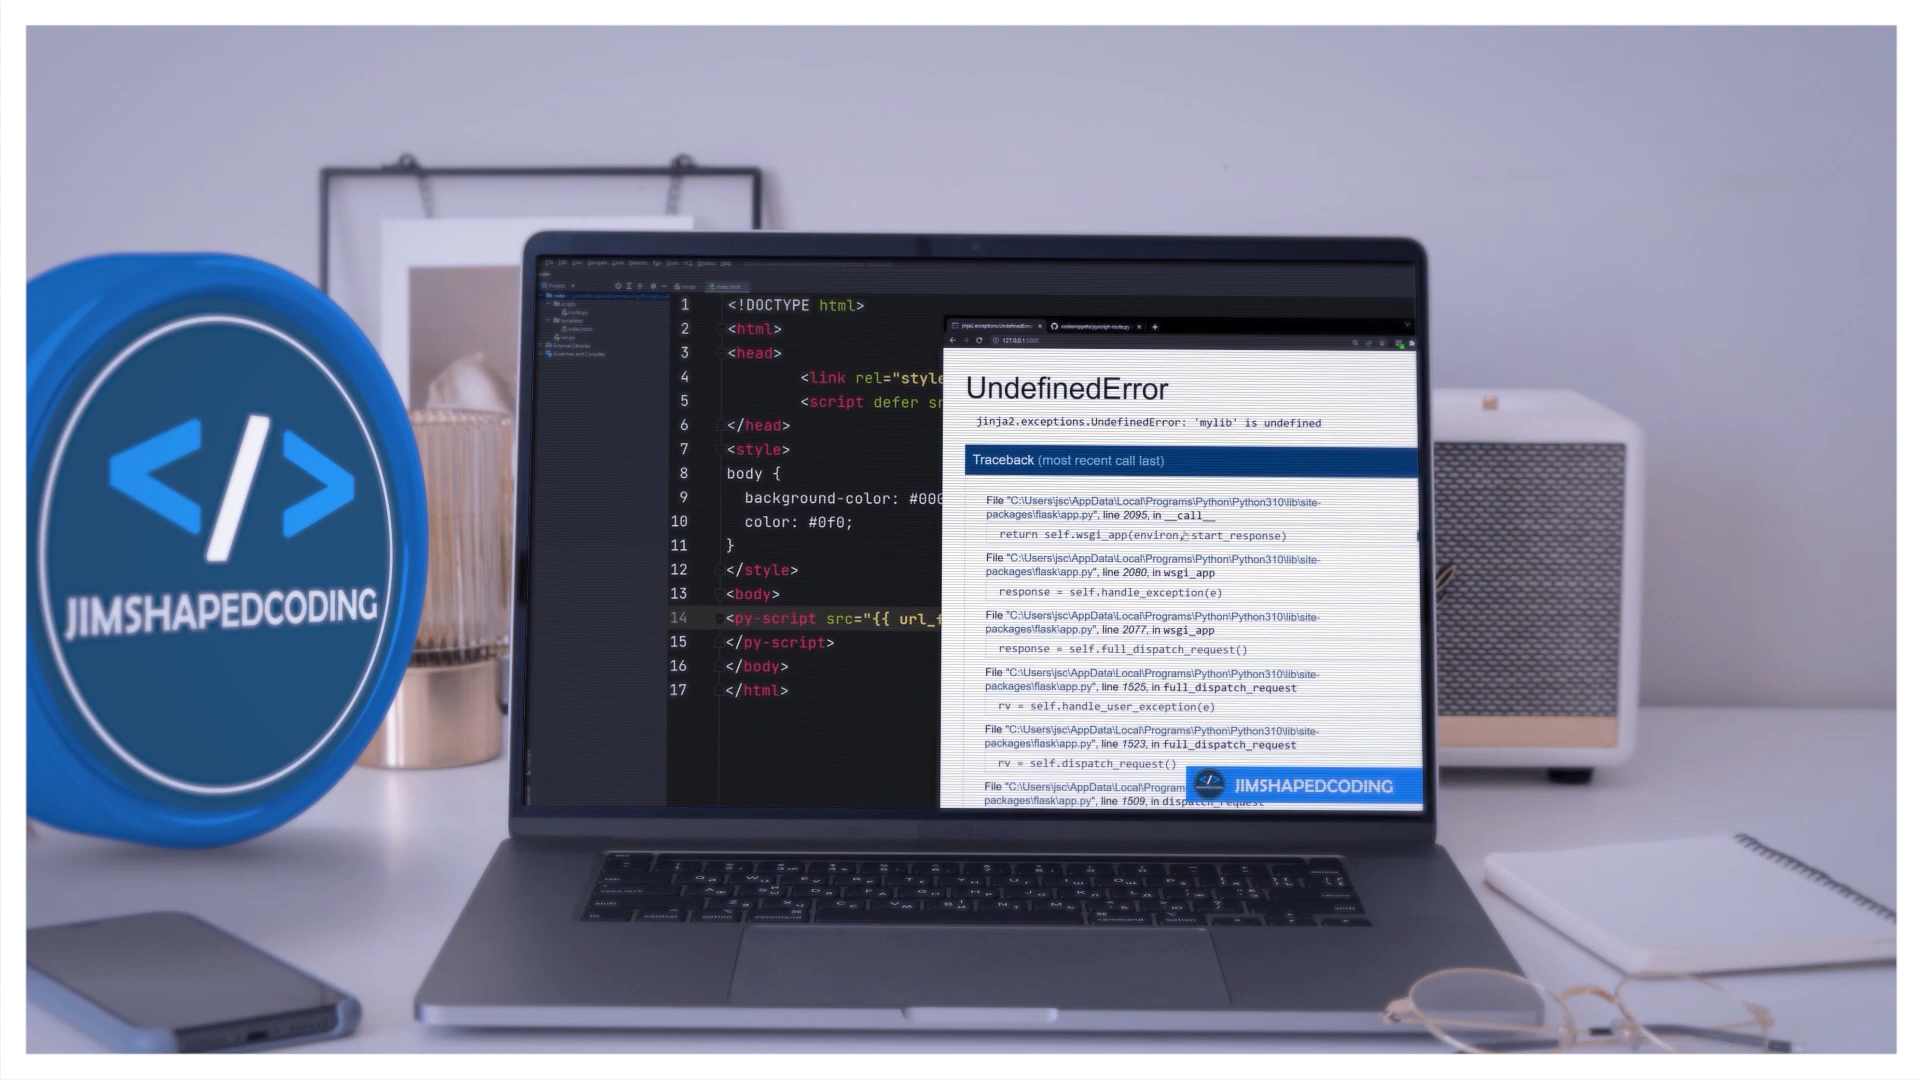 JIMSHAPEDCODING
1 <!DOCTYPE html>
2 <html>
3 <head>
4 <link rel="style
5 <script defer sr
6 </head>
7 <style>
8 body {
9 background-color: #000
10 color: #0f0;
11 }
12 </style>
13 <body>
14 <py-script src="{{ url_f
15 </py-script>
16 </body>
17 </html>
127.0.0.1:5000
UndefinedError
jinja2.exceptions.UndefinedError: 'mylib' is undefined
Traceback (most recent call last)
File "C:\Users\jsc\AppData\Local\Programs\Python\Python310\lib\site-
packages\flask\app.py", line 2095, in __call__
return self.wsgi_app(environ, start_response)
File "C:\Users\jsc\AppData\Local\Programs\Python\Python310\lib\site-
packages\flask\app.py", line 2080, in wsgi_app
response = self.handle_exception(e)
File "C:\Users\jsc\AppData\Local\Programs\Python\Python310\lib\site-
packages\flask\app.py", line 2077, in wsgi_app
response = self.full_dispatch_request()
File "C:\Users\jsc\AppData\Local\Programs\Python\Python310\lib\site-
packages\flask\app.py", line 1525, in full_dispatch_request
rv = self.handle_user_exception(e)
File "C:\Users\jsc\AppData\Local\Programs\Python\Python310\lib\site-
packages\flask\app.py", line 1523, in full_dispatch_request
rv = self.dispatch_request()
File "C:\Users\jsc\AppData\Local\Program
packages\flask\app.py", line 1509, in dispatch_request
JIMSHAPEDCODING